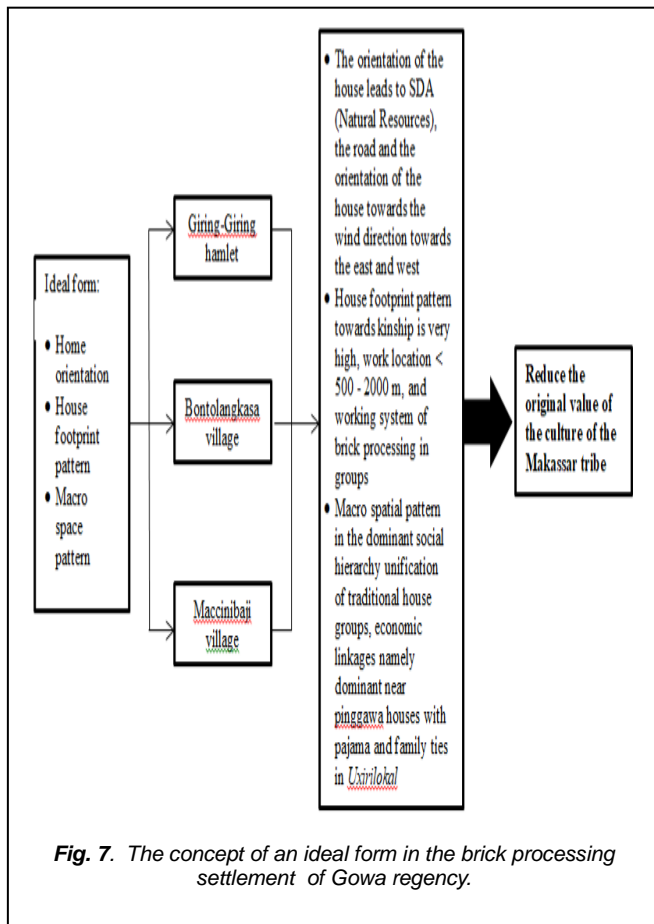 Ideal form:
• Home
orientation
• House
footprint
pattern
• Macro
space
pattern
Giring-Giring
hamlet
Bontolangkasa
village
Maccinibaji
village
• The orientation of the
house leads to SDA
(Natural Resources),
the road and the
orientation of the
house towards the
wind direction towards
the east and west
• House footprint pattern
towards kinship is very
high, work location <
500 - 2000 m, and
working system of
brick processing in
groups
• Macro spatial pattern
in the dominant social
hierarchy unification
of traditional house
groups, economic
linkages namely
dominant near
pinggawa houses with
pajama and family ties
in Uxirilokal
Reduce the
original value of
the culture of the
Makassar tribe
Fig. 7. The concept of an ideal form in the brick processing
settlement of Gowa regency.